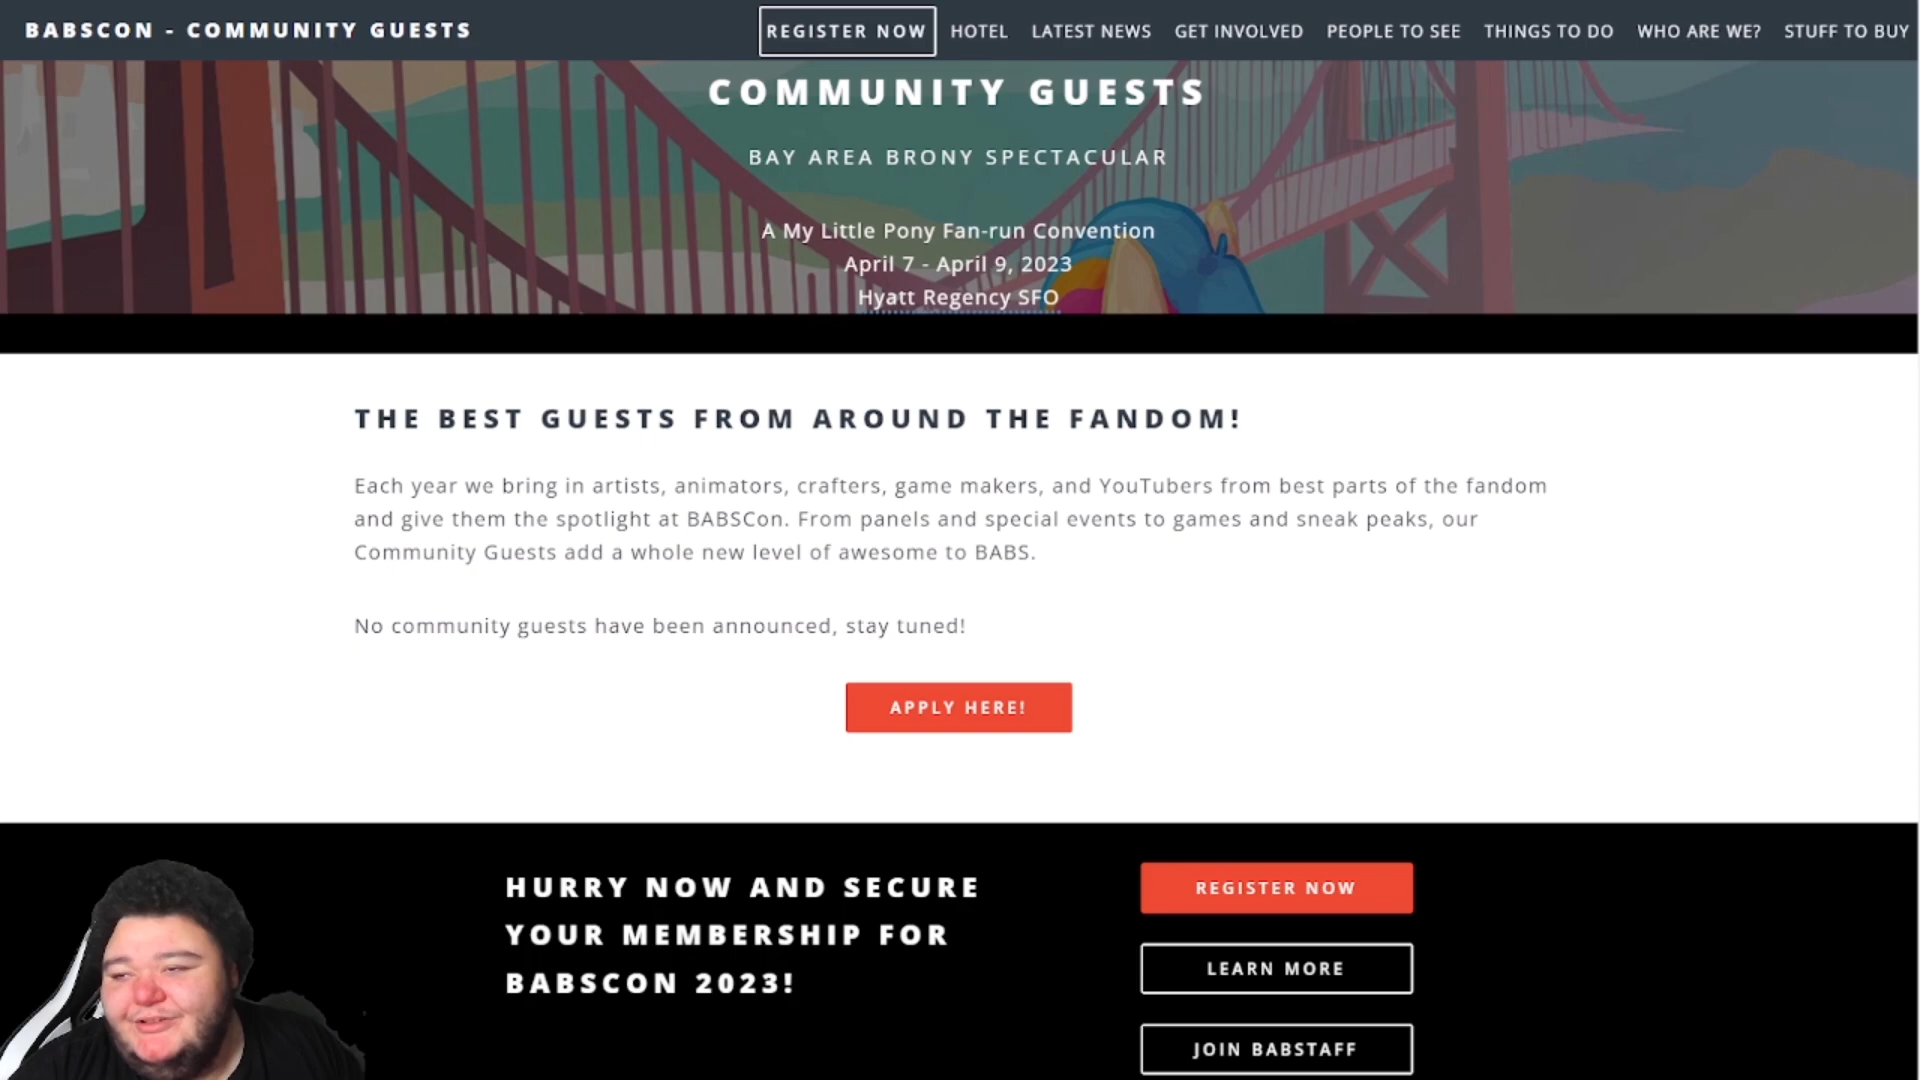 BABSCON - COMMUNITY GUESTS
REGISTER NOW HOTEL LATEST NEWS GET INVOLVED PEOPLE TO SEE THINGS TO DO WHO ARE WE? STUFF TO BUY
COMMUNITY GUESTS
BAY AREA BRONY SPECTACULAR
A My Little Pony Fan-run Convention
April 7 - April 9, 2023
Hyatt Regency SFO
THE BEST GUESTS FROM AROUND THE FANDOM!
Each year we bring in artists, animators, crafters, game makers, and YouTubers from best parts of the fandom
and give them the spotlight at BABSCon. From panels and special events to games and sneak peaks, our
Community Guests add a whole new level of awesome to BABS.
No community guests have been announced, stay tuned!
APPLY HERE!
HURRY NOW AND SECURE
YOUR MEMBERSHIP FOR
BABSCON 2023!
REGISTER NOW
LEARN MORE
JOIN BABSTAFF